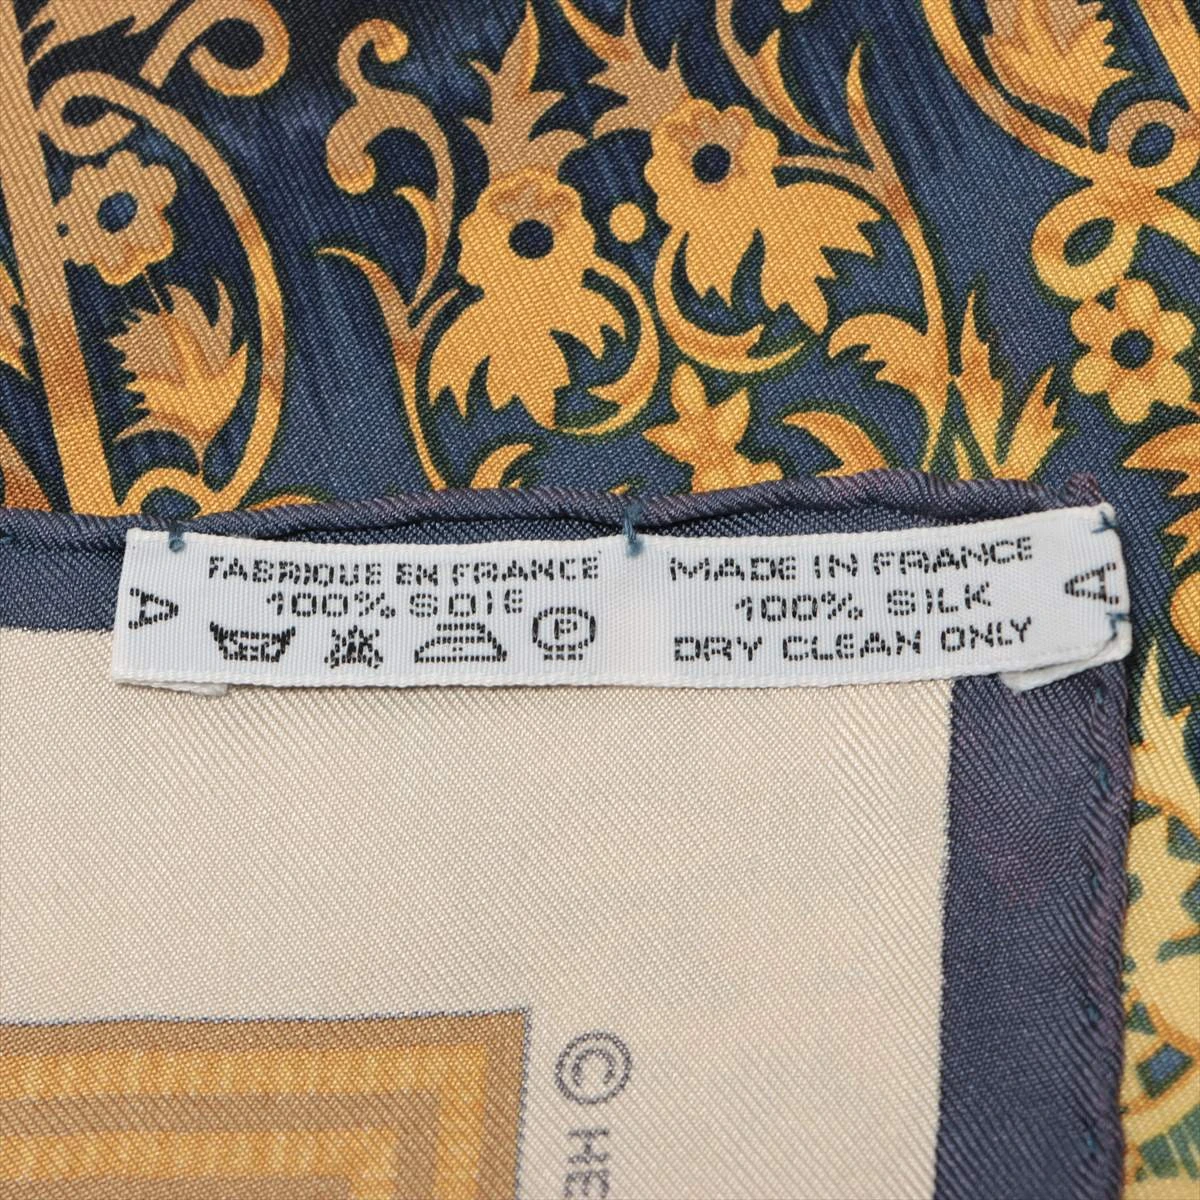 FABRIQUE EN FRANCE
100% SOIE
A
P
MADE IN FRANCE
100% SILK
DRY CLEAN ONLY
A
© HE